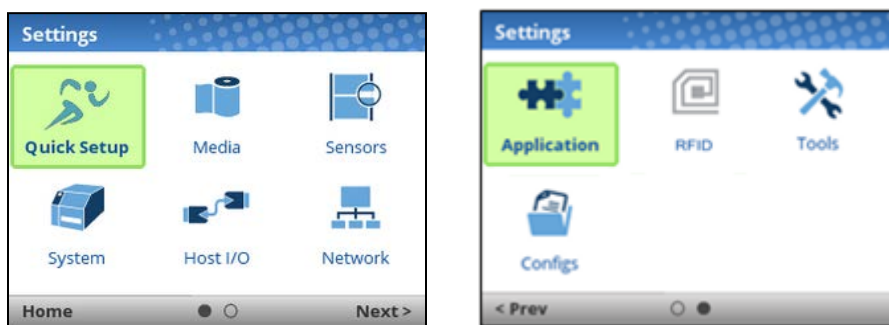 Settings
Quick Setup Media Sensors
System Host I/O Network
Home Next >
Settings
Application RFID Tools
Configs
< Prev